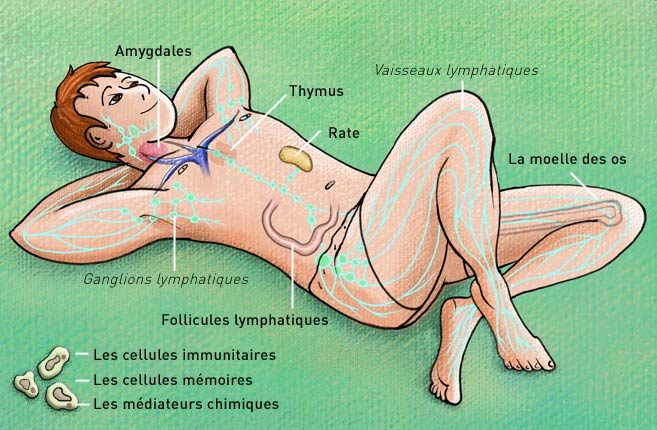 Amygdales
Vaisseaux lymphatiques
Thymus
Rate
La moelle des os
Ganglions lymphatiques
Follicules lymphatiques
Les cellules immunitaires
Les cellules mémoires
Les médiateurs chimiques